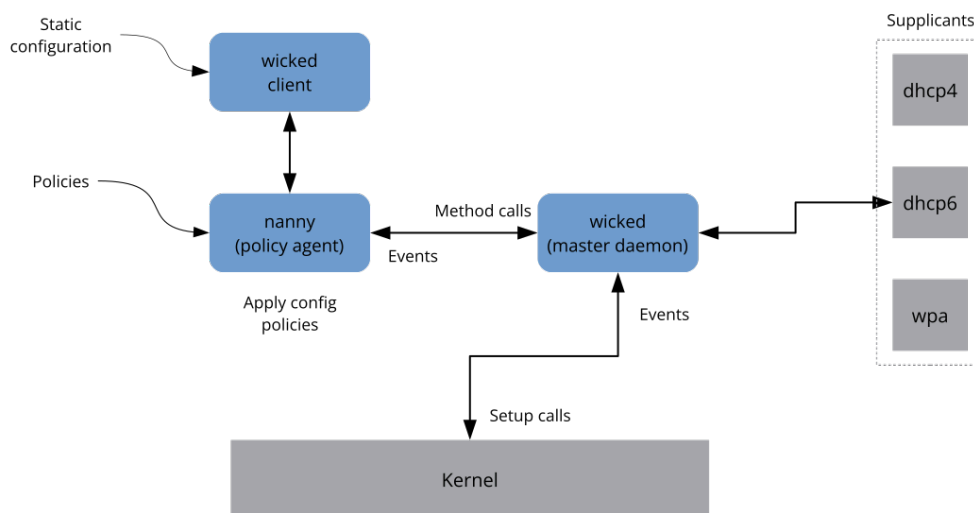 Static
configuration
wicked
client
Supplicants
dhcp4
Policies
nanny
(policy agent)
Method calls
Events
wicked
(master daemon)
dhcp6
Apply config
policies
Events
wpa
Setup calls
Kernel